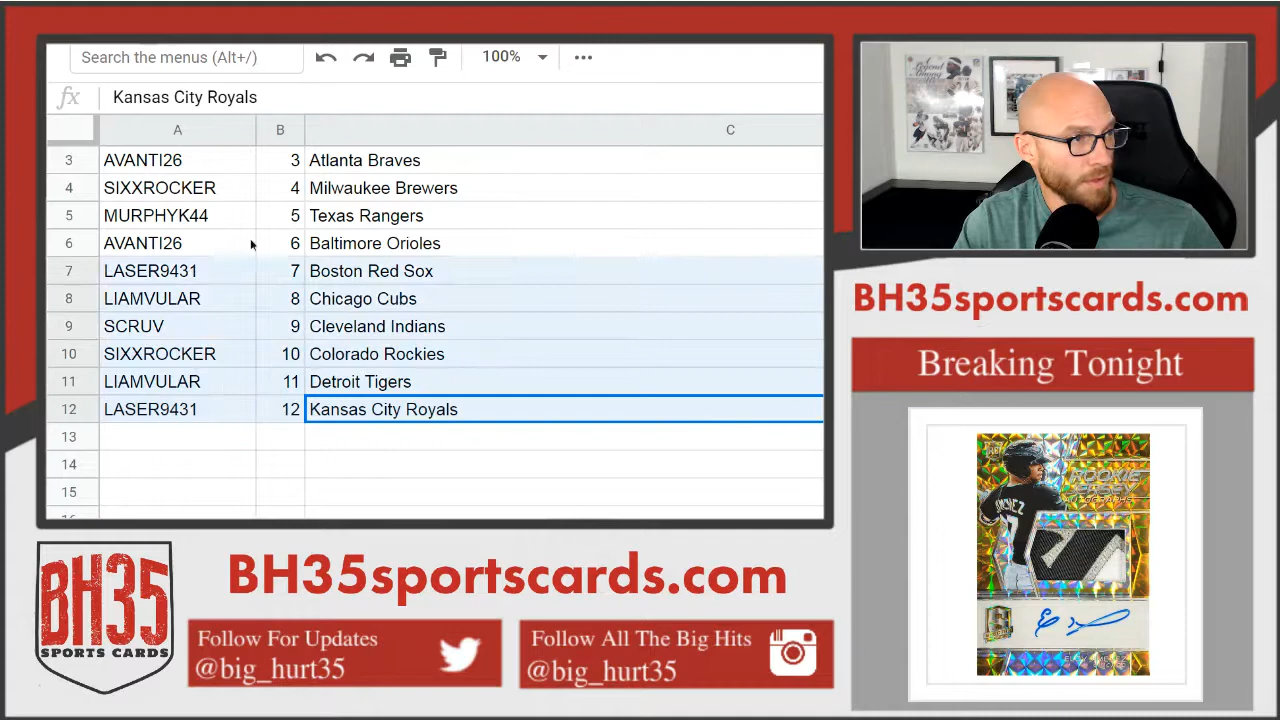 Search the menus (Alt+/)
100%
fx
Kansas City Royals
A B C
3 AVANTI26 3 Atlanta Braves
4 SIXXROCKER 4 Milwaukee Brewers
5 MURPHYK44 5 Texas Rangers
6 AVANTI26 6 Baltimore Orioles
7 LASER9431 7 Boston Red Sox
8 LIAMVULAR 8 Chicago Cubs
9 SCRUV 9 Cleveland Indians
10 SIXXROCKER 10 Colorado Rockies
11 LIAMVULAR 11 Detroit Tigers
12 LASER9431 12 Kansas City Royals
13
14
15
BH35sportscards.com
Breaking Tonight
ROOKIE
JERSEY
AUTOGRAPHS
BH35
SPORTS CARDS
BH35sportscards.com
Follow For Updates
@big_hurt35
Follow All The Big Hits
@big_hurt35